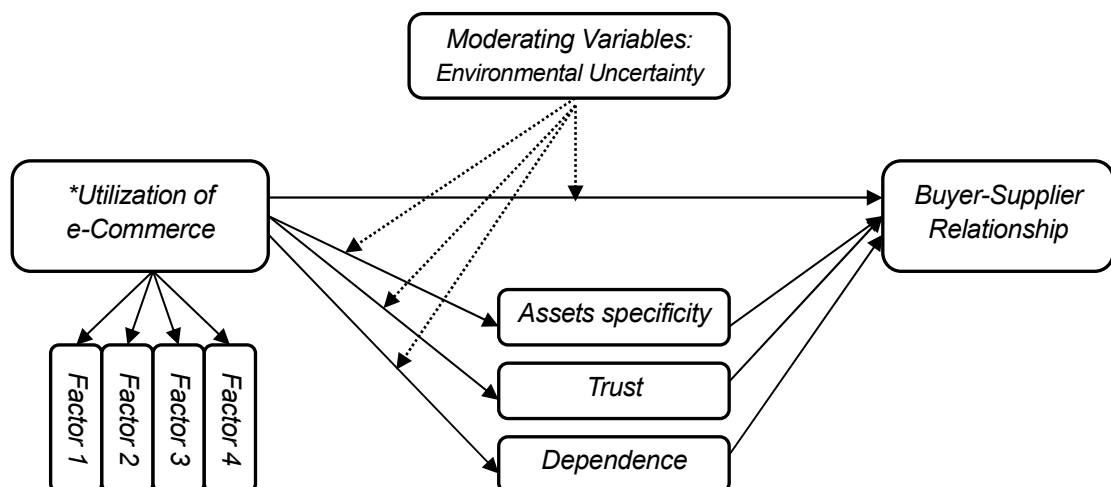 Moderating Variables:
Environmental Uncertainty
*Utilization of
e-Commerce
Buyer-Supplier
Relationship
Assets specificity
Trust
Dependence
Factor 1
Factor 2
Factor 3
Factor 4